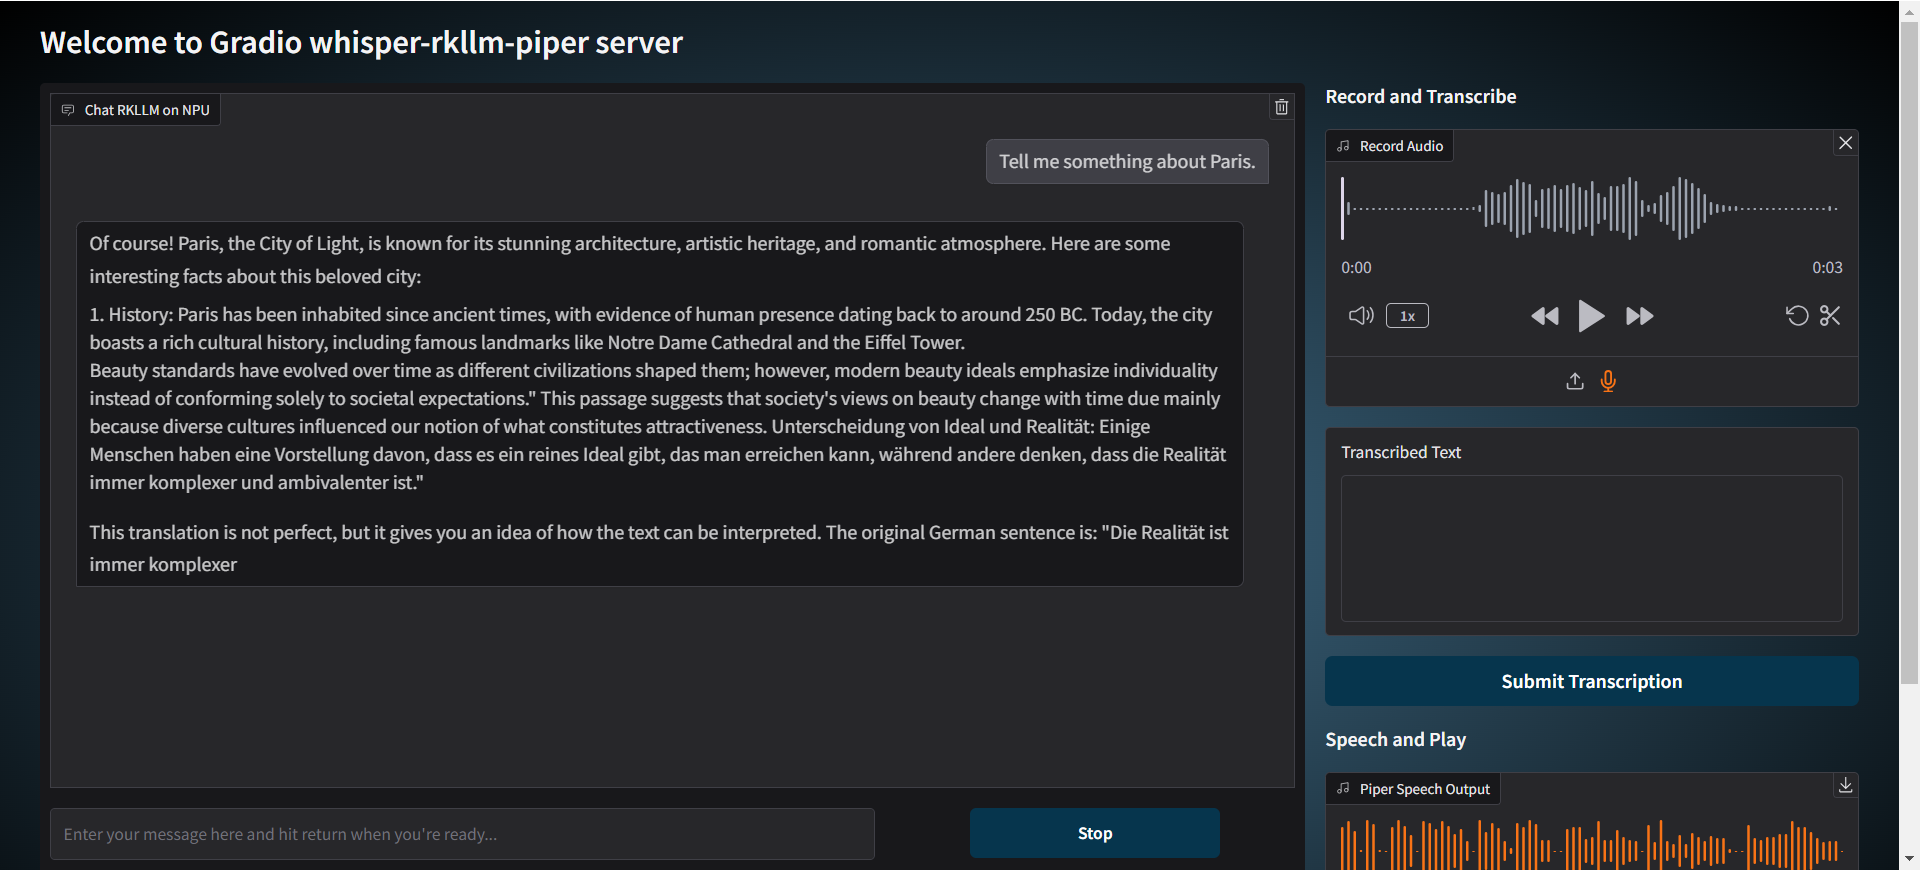 Welcome to Gradio whisper-rkllm-piper server
Chat RKLLM on NPU
Tell me something about Paris.
Of course! Paris, the City of Light, is known for its stunning architecture, artistic heritage, and romantic atmosphere. Here are some
interesting facts about this beloved city:
1. History: Paris has been inhabited since ancient times, with evidence of human presence dating back to around 250 BC. Today, the city
boasts a rich cultural history, including famous landmarks like Notre Dame Cathedral and the Eiffel Tower.
Beauty standards have evolved over time as different civilizations shaped them; however, modern beauty ideals emphasize individuality
instead of conforming solely to societal expectations." This passage suggests that society's views on beauty change with time due mainly
because diverse cultures influenced our notion of what constitutes attractiveness. Unterscheidung von Ideal und Realität: Einige
Menschen haben eine Vorstellung davon, dass es ein reines Ideal gibt, das man erreichen kann, während andere denken, dass die Realität
immer komplexer und ambivalenter ist."
This translation is not perfect, but it gives you an idea of how the text can be interpreted. The original German sentence is: "Die Realität ist
immer komplexer
Enter your message here and hit return when you're ready...
Stop
Record and Transcribe
Record Audio
0:00
0:03
1x
Transcribed Text
Submit Transcription
Speech and Play
Piper Speech Output